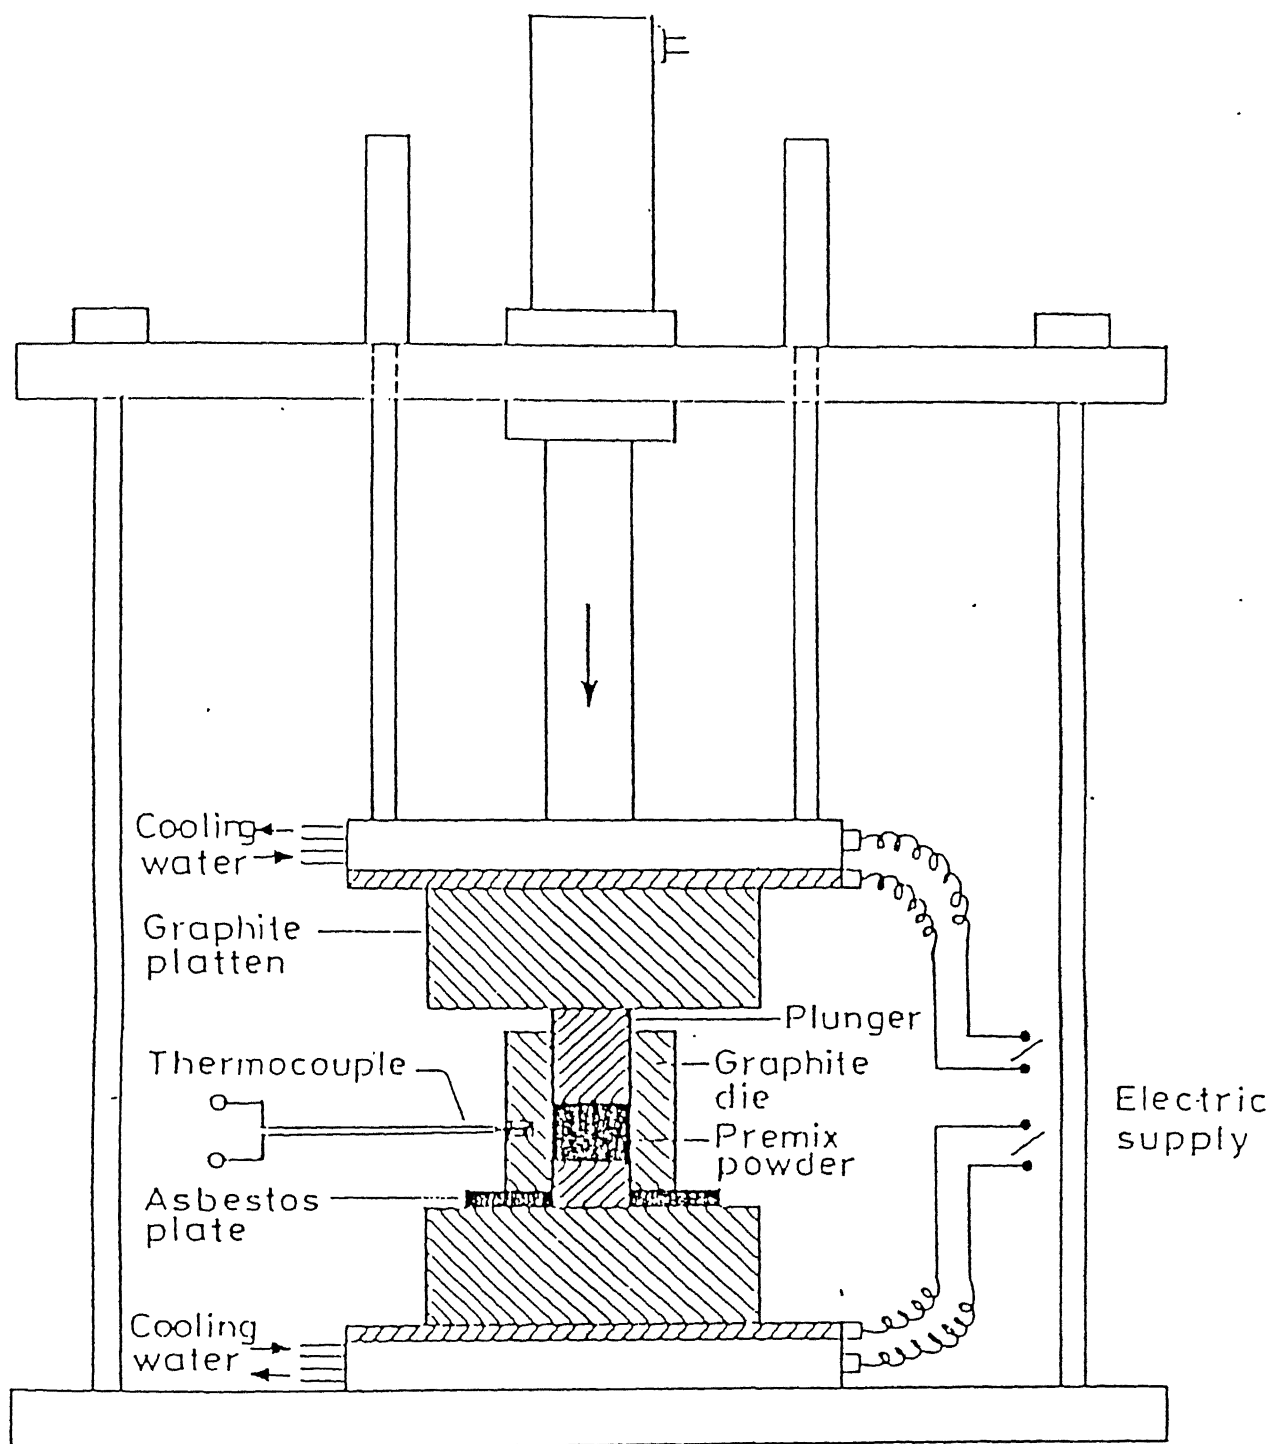 Cooling
water
Graphite
platten
Plunger
Thermocouple
Graphite
die
Electric
supply
Premix
powder
Asbestos
plate
Cooling
water